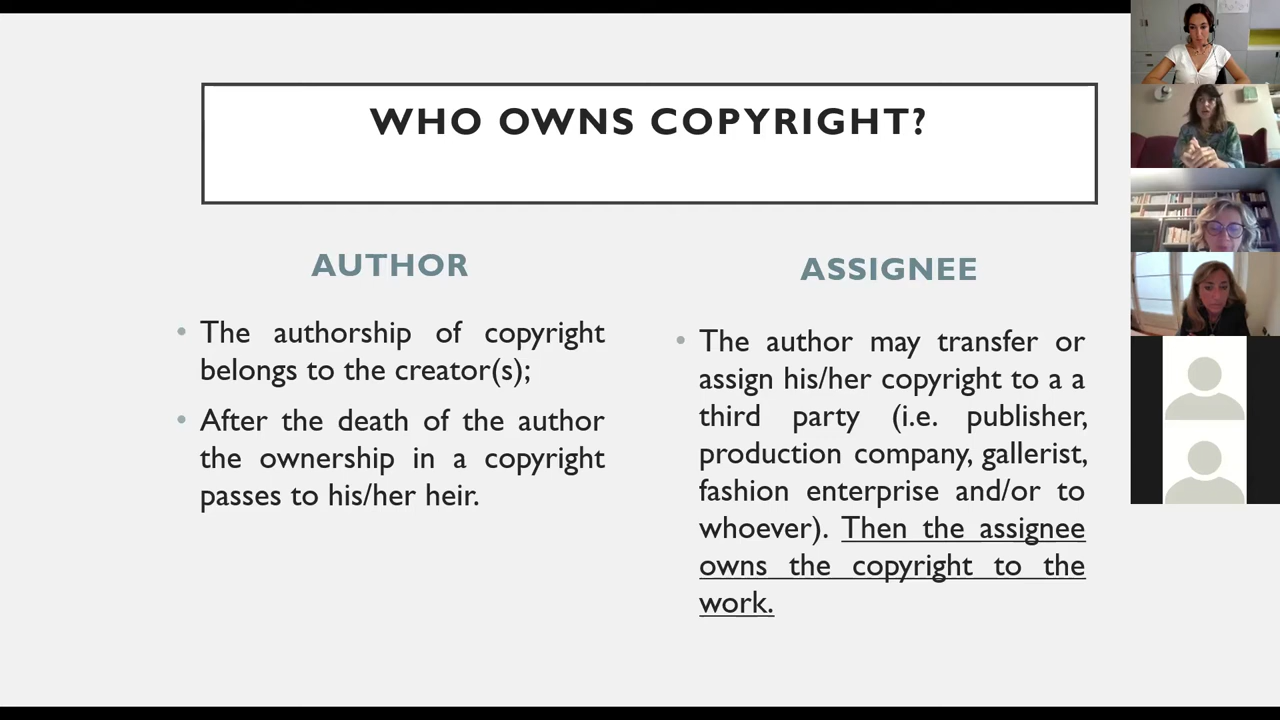 WHO OWNS COPYRIGHT?
AUTHOR
The authorship of copyright
belongs to the creator(s);
After the death of the author
the ownership in a copyright
passes to his/her heir.
ASSIGNEE
The author may transfer or
assign his/her copyright to a a
third party (i.e. publisher,
production company, gallerist,
fashion enterprise and/or to
whoever). Then the assignee
owns the copyright to the
work.